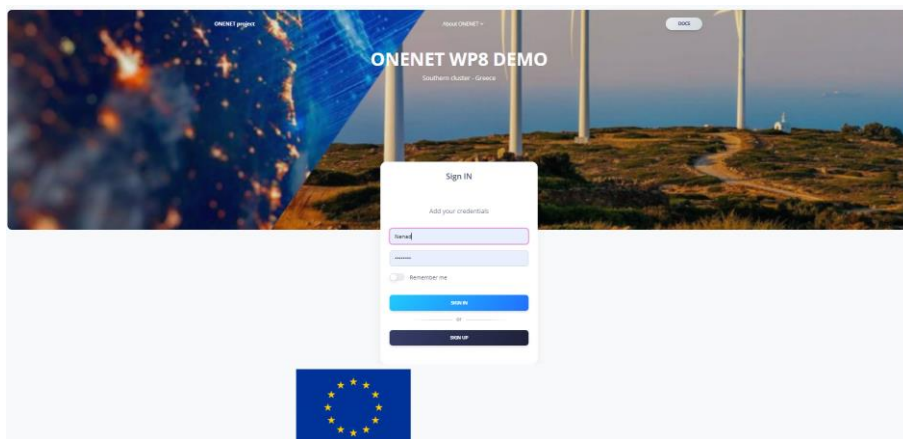 ONENET project
About ONENET
DOCS
ONENET WP8 DEMO
Southern cluster - Greece
Sign IN
Add your credentials
Remember me
SIGN IN
or
SIGN UP